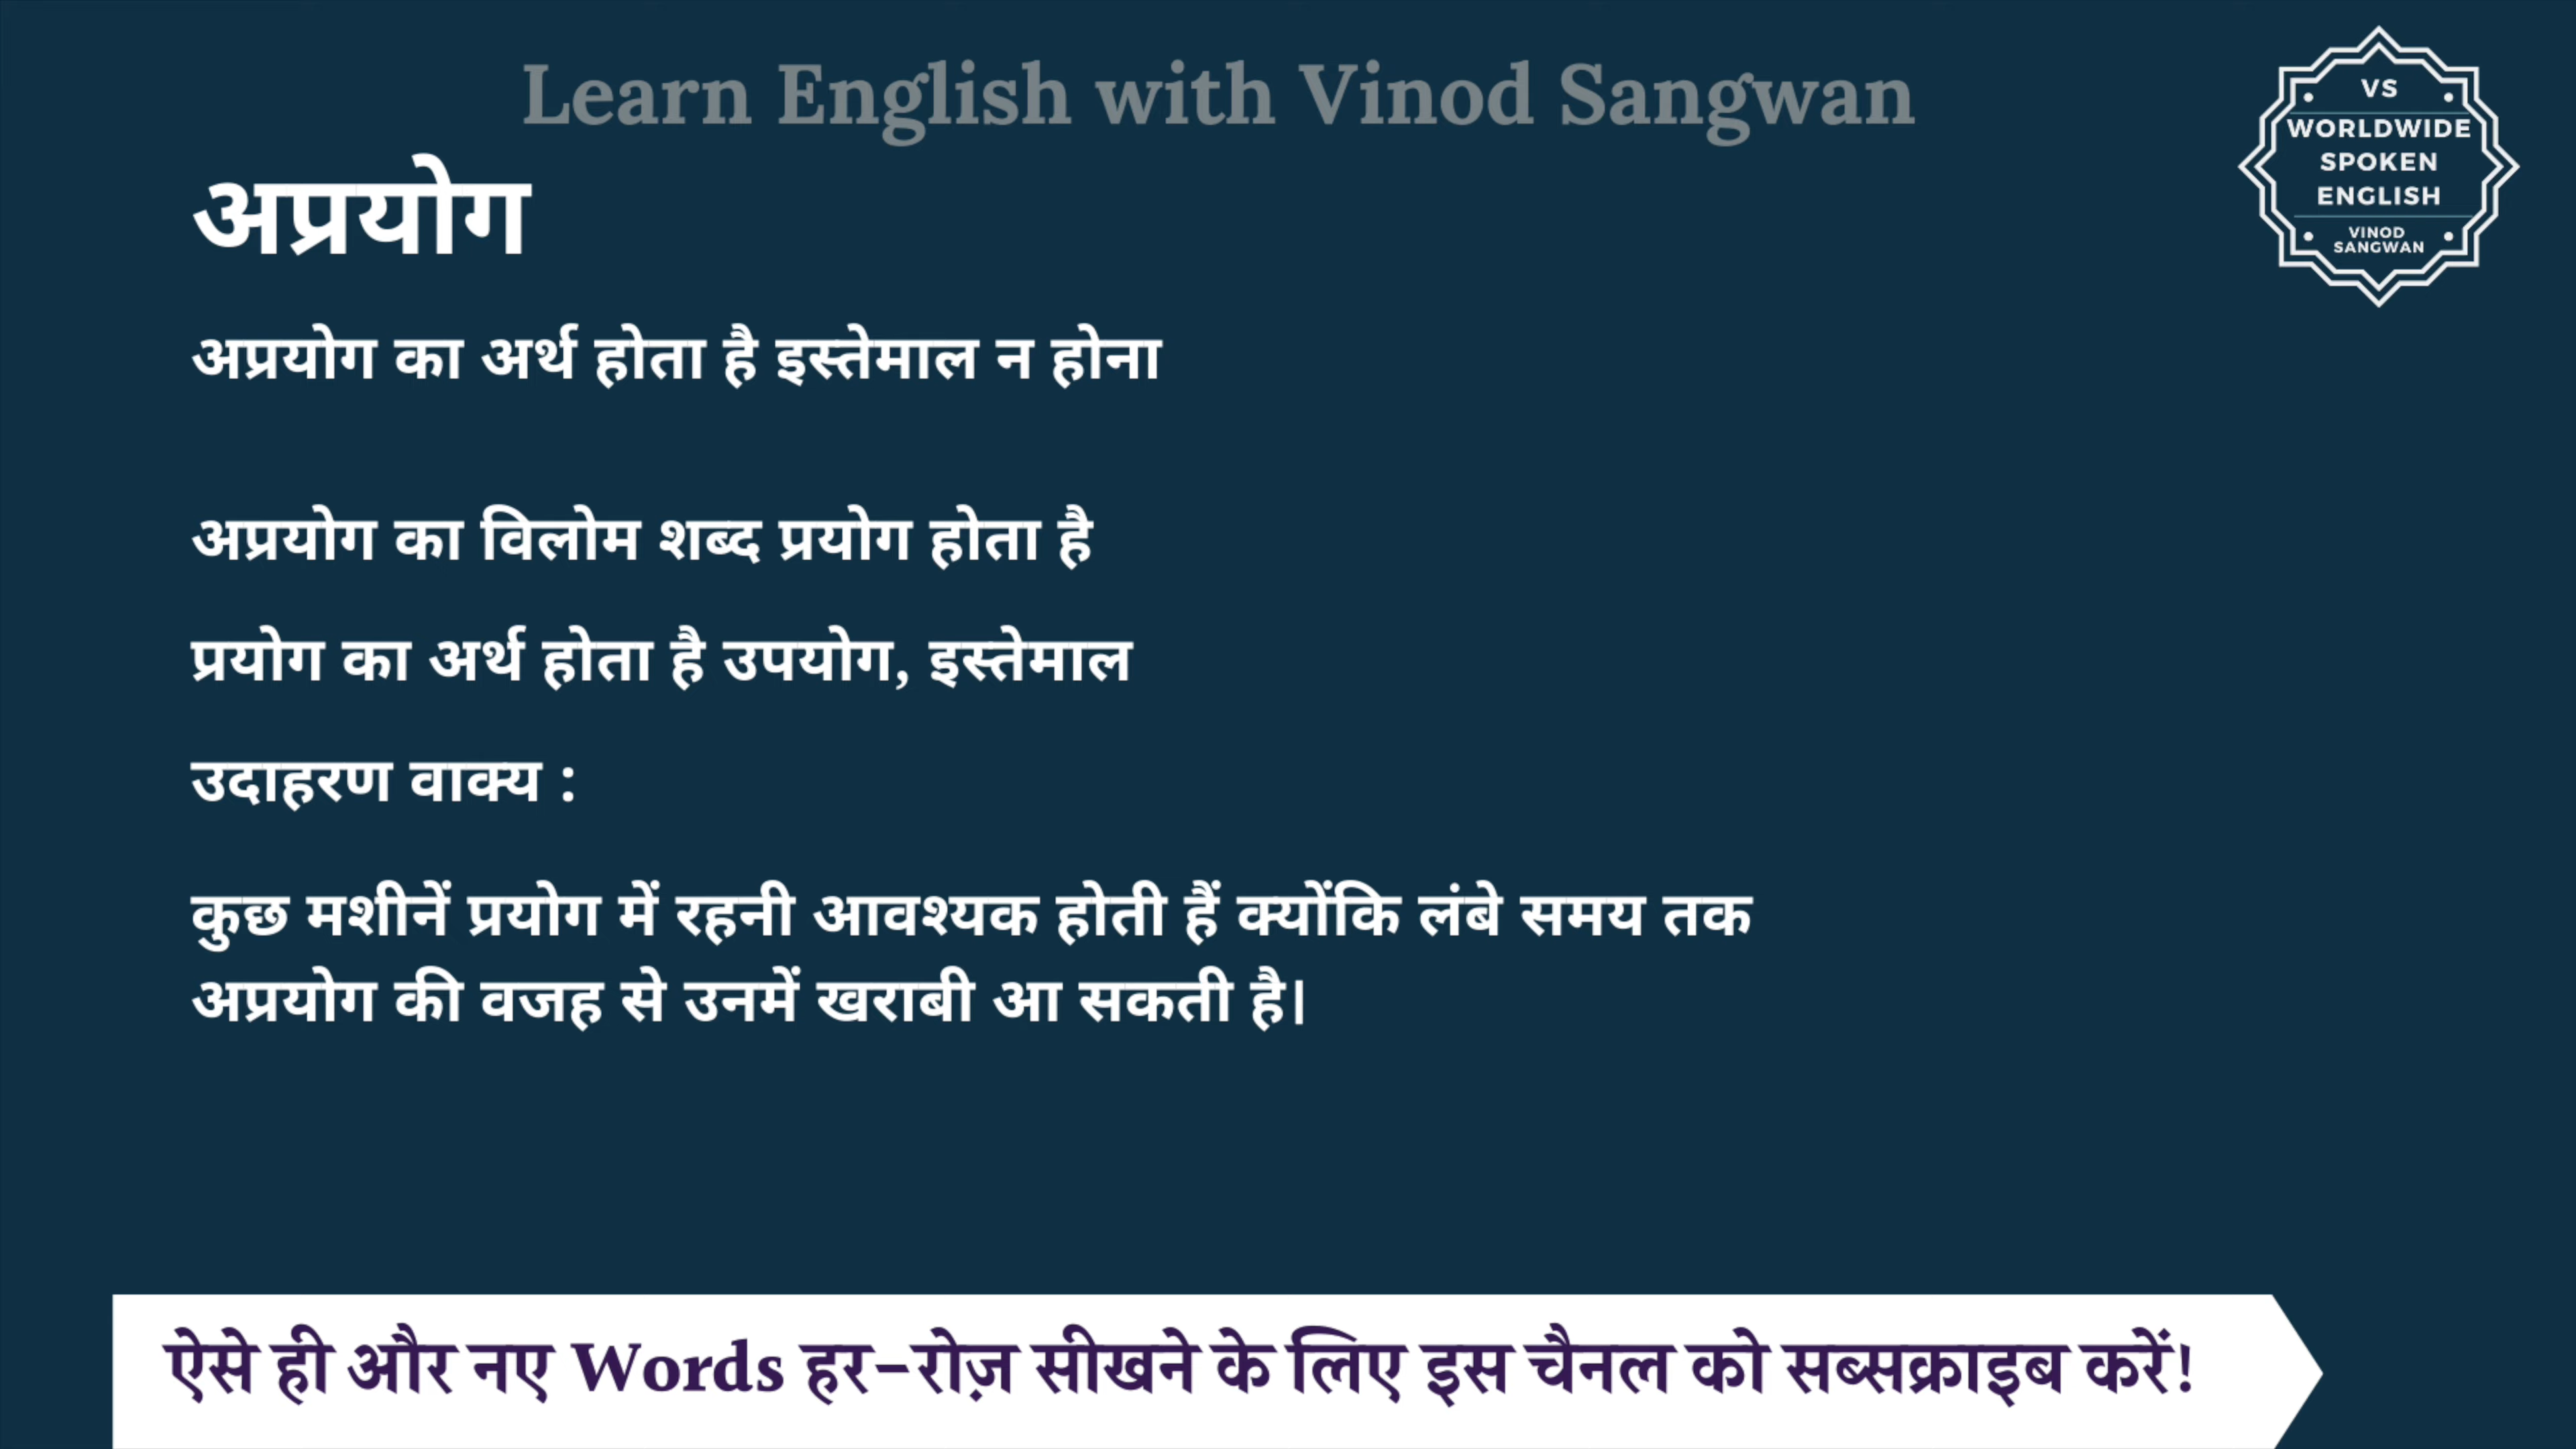 Learn English with Vinod Sangwan
VS
WORLDWIDE
SPOKEN
ENGLISH
VINOD
SANGWAN
अप्रयोग
अप्रयोग का अर्थ होता है इस्तेमाल न होना
अप्रयोग का विलोम शब्द प्रयोग होता है
प्रयोग का अर्थ होता है उपयोग, इस्तेमाल
उदाहरण वाक्य :
कुछ मशीनें प्रयोग में रहनी आवश्यक होती हैं क्योंकि लंबे समय तक
अप्रयोग की वजह से उनमें खराबी आ सकती है।
ऐसे ही और नए Words हर-रोज़ सीखने के लिए इस चैनल को सब्सक्राइब करें!